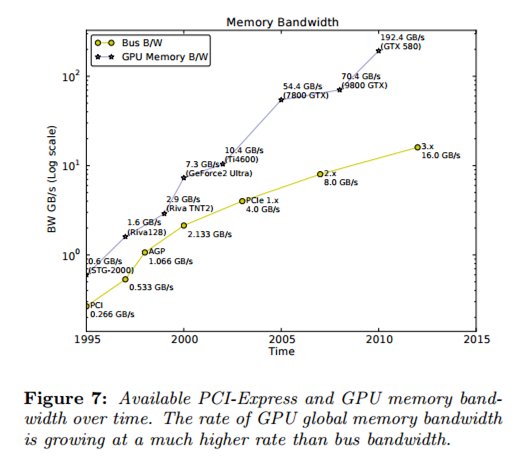 Memory Bandwidth
Bus B/W
GPU Memory B/W
192.4 GB/s
(GTX 580)
10²
54.4 GB/s
(7800 GTX)
70.4 GB/s
(9800 GTX)
7.3 GB/s
(GeForce2 Ultra)
10.4 GB/s
(Ti4600)
10¹
3.x
16.0 GB/s
2.x
8.0 GB/s
2.9 GB/s
(Riva TNT2)
PCIe 1.x
4.0 GB/s
1.6 GB/s
(Riva128)
2.133 GB/s
AGP
1.066 GB/s
10⁰
0.6 GB/s
(STG-2000)
0.533 GB/s
PCI
0.266 GB/s
BW GB/s (Log scale)
1995 2000 2005 2010 2015
Time
Figure 7: Available PCI-Express and GPU memory band-
width over time. The rate of GPU global memory bandwidth
is growing at a much higher rate than bus bandwidth.